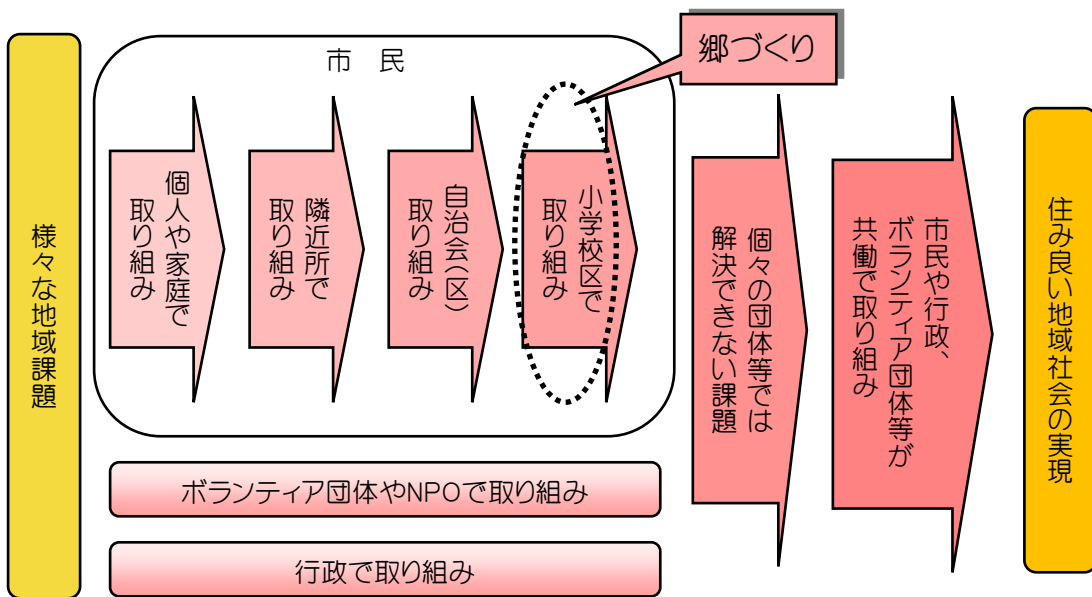 郷づくり
市 民
様々な地域課題
個人や家庭で
取り組み
隣近所で
取り組み
自治会(区)
取り組み
小学校区で
取り組み
個々の団体等では
解決できない課題
市民や行政、
ボランティア団体等が
共働で取り組み
住み良い地域社会の実現
ボランティア団体やNPOで取り組み
行政で取り組み